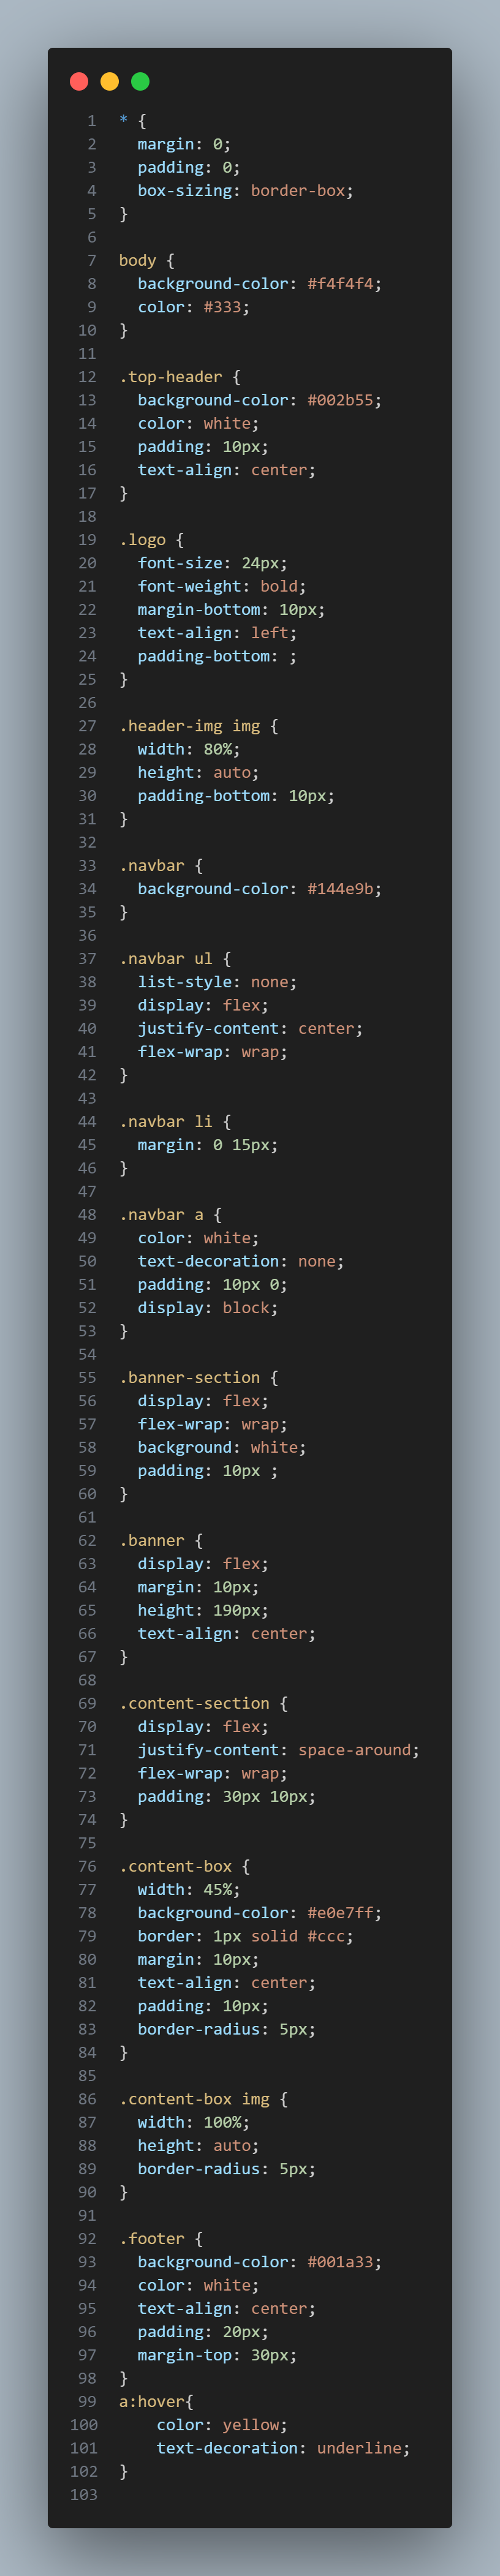 1 * {
2   margin: 0;
3   padding: 0;
4   box-sizing: border-box;
5 }
6
7 body {
8   background-color: #f4f4f4;
9   color: #333;
10 }
11
12 .top-header {
13   background-color: #002b55;
14   color: white;
15   padding: 10px;
16   text-align: center;
17 }
18
19 .logo {
20   font-size: 24px;
21   font-weight: bold;
22   margin-bottom: 10px;
23   text-align: left;
24   padding-bottom: ;
25 }
26
27 .header-img img {
28   width: 80%;
29   height: auto;
30   padding-bottom: 10px;
31 }
32
33 .navbar {
34   background-color: #144e9b;
35 }
36
37 .navbar ul {
38   list-style: none;
39   display: flex;
40   justify-content: center;
41   flex-wrap: wrap;
42 }
43
44 .navbar li {
45   margin: 0 15px;
46 }
47
48 .navbar a {
49   color: white;
50   text-decoration: none;
51   padding: 10px 0;
52   display: block;
53 }
54
55 .banner-section {
56   display: flex;
57   flex-wrap: wrap;
58   background: white;
59   padding: 10px ;
60 }
61
62 .banner {
63   display: flex;
64   margin: 10px;
65   height: 190px;
66   text-align: center;
67 }
68
69 .content-section {
70   display: flex;
71   justify-content: space-around;
72   flex-wrap: wrap;
73   padding: 30px 10px;
74 }
75
76 .content-box {
77   width: 45%;
78   background-color: #e0e7ff;
79   border: 1px solid #ccc;
80   margin: 10px;
81   text-align: center;
82   padding: 10px;
83   border-radius: 5px;
84 }
85
86 .content-box img {
87   width: 100%;
88   height: auto;
89   border-radius: 5px;
90 }
91
92 .footer {
93   background-color: #001a33;
94   color: white;
95   text-align: center;
96   padding: 20px;
97   margin-top: 30px;
98 }
99 a:hover{
100     color: yellow;
101     text-decoration: underline;
102 }
103